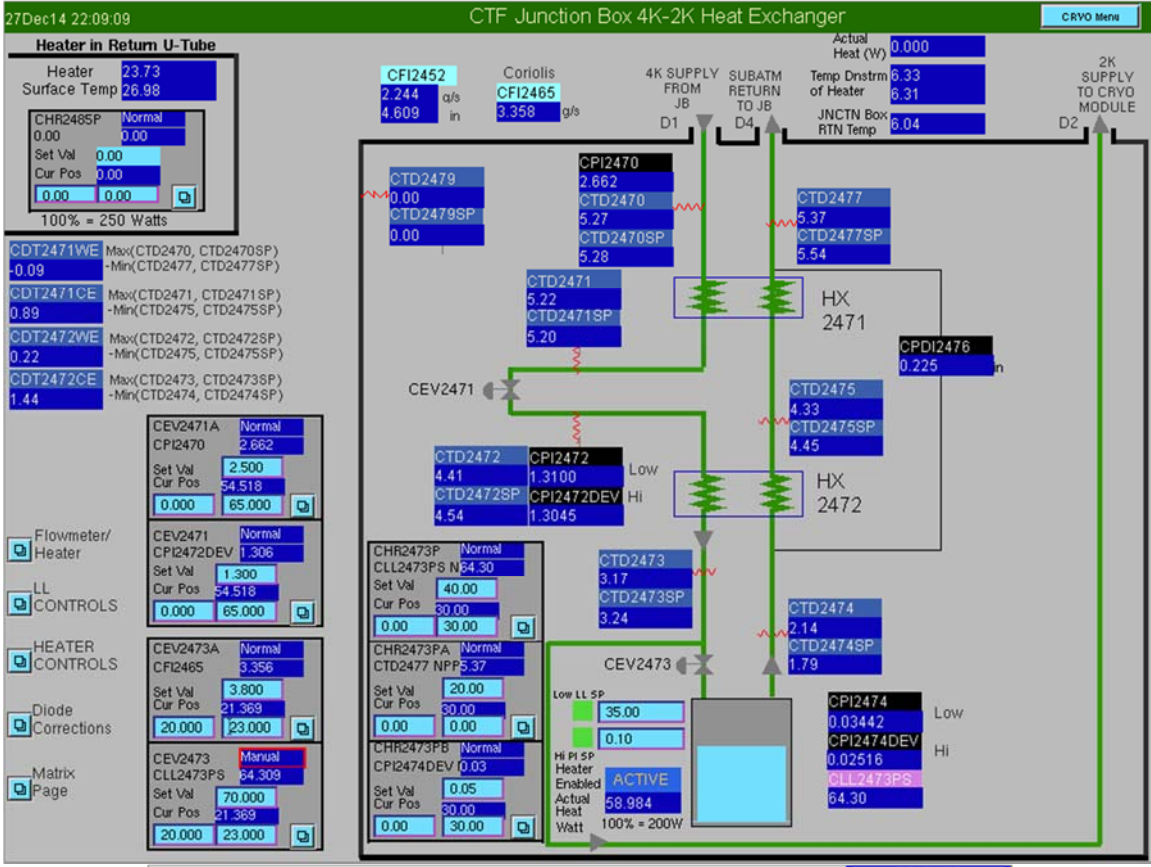 27Dec14 22:09:09
CTF Junction Box 4K-2K Heat Exchanger
CRYO Menu
Heater in Return U-Tube
Heater
Surface Temp
23.73
26.98
CHR2485P Normal
0.00 0.00
Set Val 0.00
Cur Pos 0.00
0.00 0.00
100% = 250 Watts
CFI2452
2.244 g/s
4.609 in
Coriolis
CFI2465
3.358 g/s
4K SUPPLY
FROM
JB
D1
SUBATM
RETURN
TO JB
D4
Actual
Heat (W) 0.000
Temp Dnstrm 6.33
of Heater 6.31
JNCTN Box
RTN Temp 6.04
2K
SUPPLY
TO CRYO
MODULE
D2
CDT2471WE Max(CTD2470, CTD2470SP)
-0.09 -Min(CTD2477, CTD2477SP)
CDT2471CE Max(CTD2471, CTD2471SP)
0.89 -Min(CTD2475, CTD2475SP)
CDT2472WE Max(CTD2472, CTD2472SP)
0.22 -Min(CTD2475, CTD2475SP)
CDT2472CE Max(CTD2473, CTD2473SP)
1.44 -Min(CTD2474, CTD2474SP)
CTD2479
0.00
CTD2479SP
0.00
CPI2470
2.662
CTD2470
5.27
CTD2470SP
5.28
CTD2477
5.37
CTD2477SP
5.54
CTD2471
5.22
CTD2471SP
5.20
HX
2471
CPDI2476
0.225 in
CEV2471
CTD2475
4.33
CTD2475SP
4.45
CTD2472
4.41
CTD2472SP
4.54
CPI2472
1.3100
Low
CPI2472DEV Hi
1.3045
HX
2472
CEV2471A Normal
CPI2470 2.662
Set Val 2.500
Cur Pos 54.518
0.000 65.000
CEV2471 Normal
CPI2472DEV 1.306
Set Val 1.300
Cur Pos 54.518
0.000 65.000
Flowmeter/
Heater
LL
CONTROLS
HEATER
CONTROLS
Diode
Corrections
Matrix
Page
CEV2473A Normal
CFI2465 3.356
Set Val 3.800
Cur Pos 21.369
20.000 23.000
CEV2473 Manual
CLL2473PS 64.309
Set Val 70.000
Cur Pos 21.369
20.000 23.000
CHR2473P Normal
CLL2473PS N 64.30
Set Val 40.00
Cur Pos 30.00
0.00 30.00
CHR2473PA Normal
CTD2477 NPP 5.37
Set Val 20.00
Cur Pos 30.00
0.00 0.00
CHR2473PB Normal
CPI2474DEV 0.03
Set Val 0.05
Cur Pos 30.00
0.00 30.00
CTD2473
3.17
CTD2473SP
3.24
CEV2473
CTD2474
2.14
CTD2474SP
1.79
Low LL SP
35.00
0.10
Hi PI SP
Heater
Enabled ACTIVE
Actual
Heat 58.984
Watt 100% = 200W
CPI2474
0.03442
Low
CPI2474DEV
0.02516
Hi
CLL2473PS
64.30